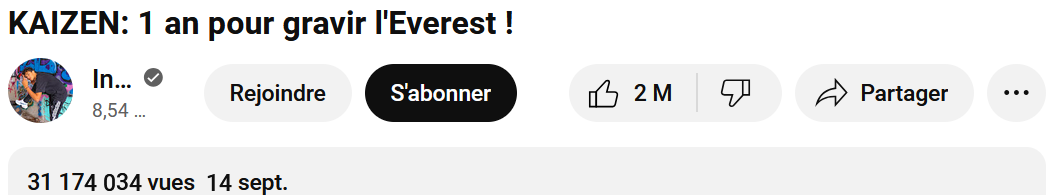 KAIZEN: 1 an pour gravir l'Everest !
In... Rejoindre S'abonner 2 M Partager
8,54 ...
31 174 034 vues 14 sept.